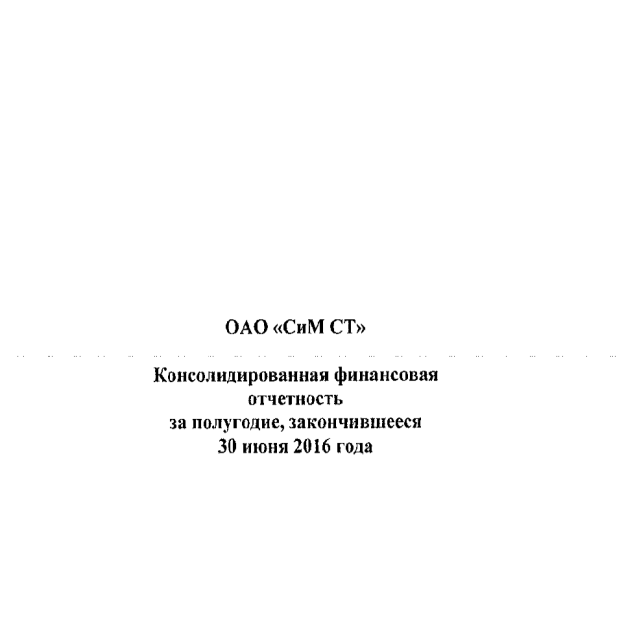 ОАО «СиМ СТ»
Консолидированная финансовая
отчетность
за полугодие, закончившееся
30 июня 2016 года